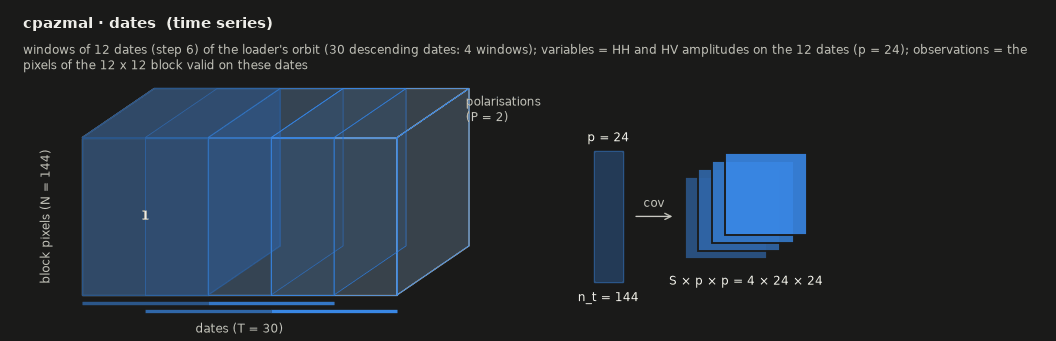 cpazmal · dates (time series)
windows of 12 dates (step 6) of the loader's orbit (30 descending dates: 4 windows); variables = HH and HV amplitudes on the 12 dates (p = 24); observations = the
pixels of the 12 x 12 block valid on these dates
polarisations
(P = 2)
block pixels (N = 144)
1
dates (T = 30)
p = 24
n_t = 144
cov
S × p × p = 4 × 24 × 24